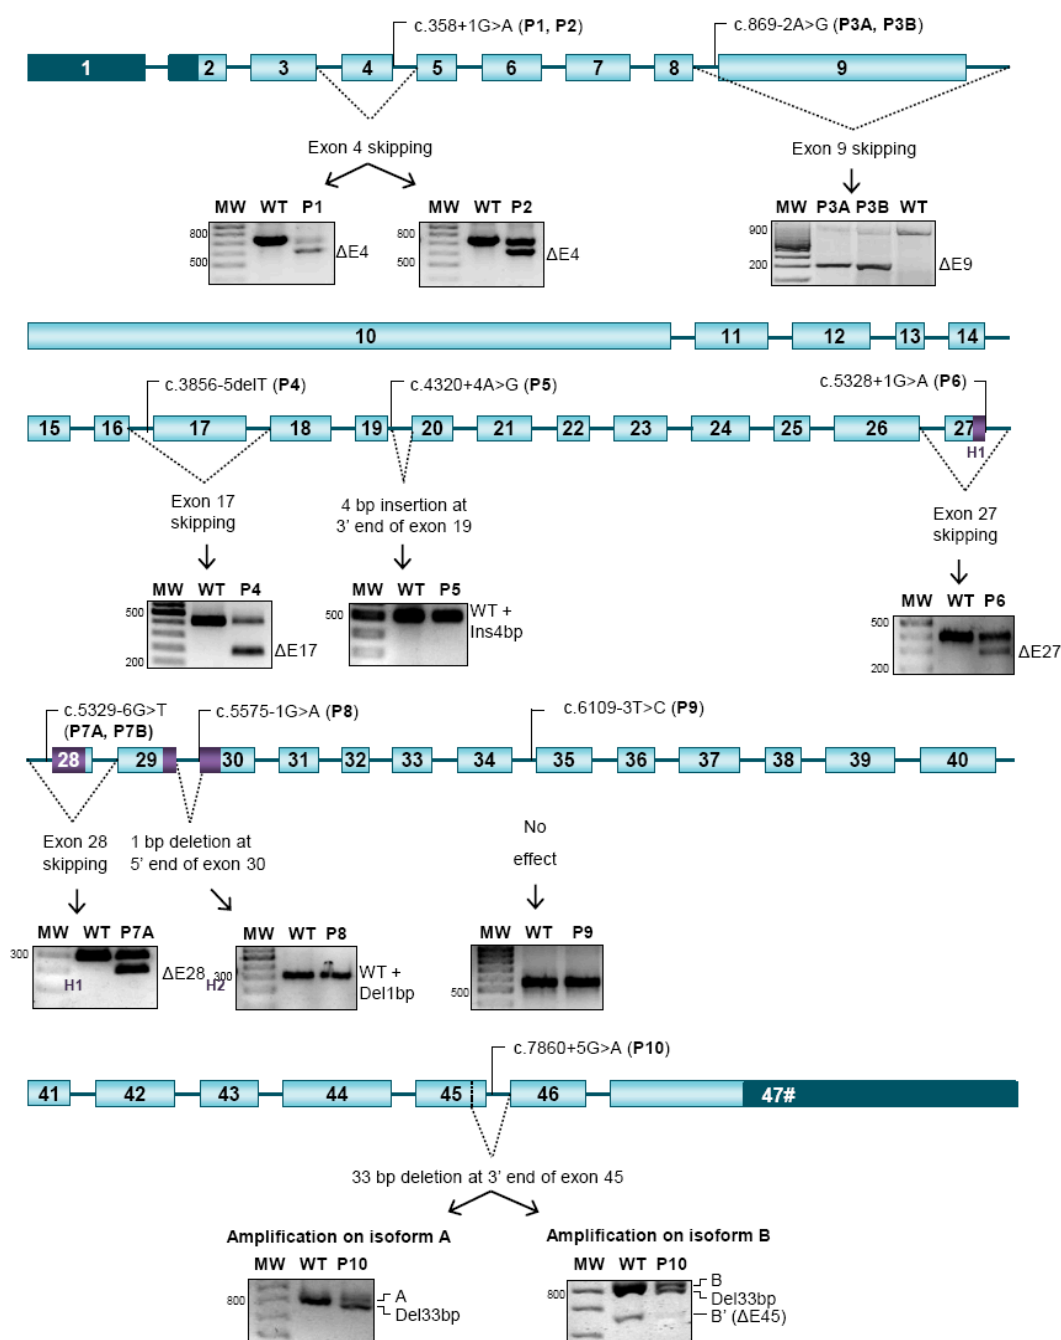 c.358+1G>A (P1, P2)
c.869-2A>G (P3A, P3B)
1 2 3 4 5 6 7 8 9
Exon 4 skipping
Exon 9 skipping
MW WT P1
800
500
ΔE4
MW WT P2
800
500
ΔE4
MW P3A P3B WT
900
200
ΔE9
10 11 12 13 14
c.3856-5delT (P4)
c.4320+4A>G (P5)
c.5328+1G>A (P6)
15 16 17 18 19 20 21 22 23 24 25 26 27
H1
Exon 17
skipping
4 bp insertion at
3' end of exon 19
Exon 27
skipping
MW WT P4
500
200
ΔE17
MW WT P5
500
WT +
Ins4bp
MW WT P6
500
200
ΔE27
c.5329-6G>T
(P7A, P7B)
c.5575-1G>A (P8)
c.6109-3T>C (P9)
28 29 30 31 32 33 34 35 36 37 38 39 40
Exon 28
skipping
1 bp deletion at
5' end of exon 30
No
effect
MW WT P7A
300
H1
ΔE28
H2
MW WT P8
300
WT +
Del1bp
MW WT P9
500
c.7860+5G>A (P10)
41 42 43 44 45 46 47#
33 bp deletion at 3' end of exon 45
Amplification on isoform A
MW WT P10
800
A
Del33bp
Amplification on isoform B
MW WT P10
800
B
Del33bp
B' (ΔE45)